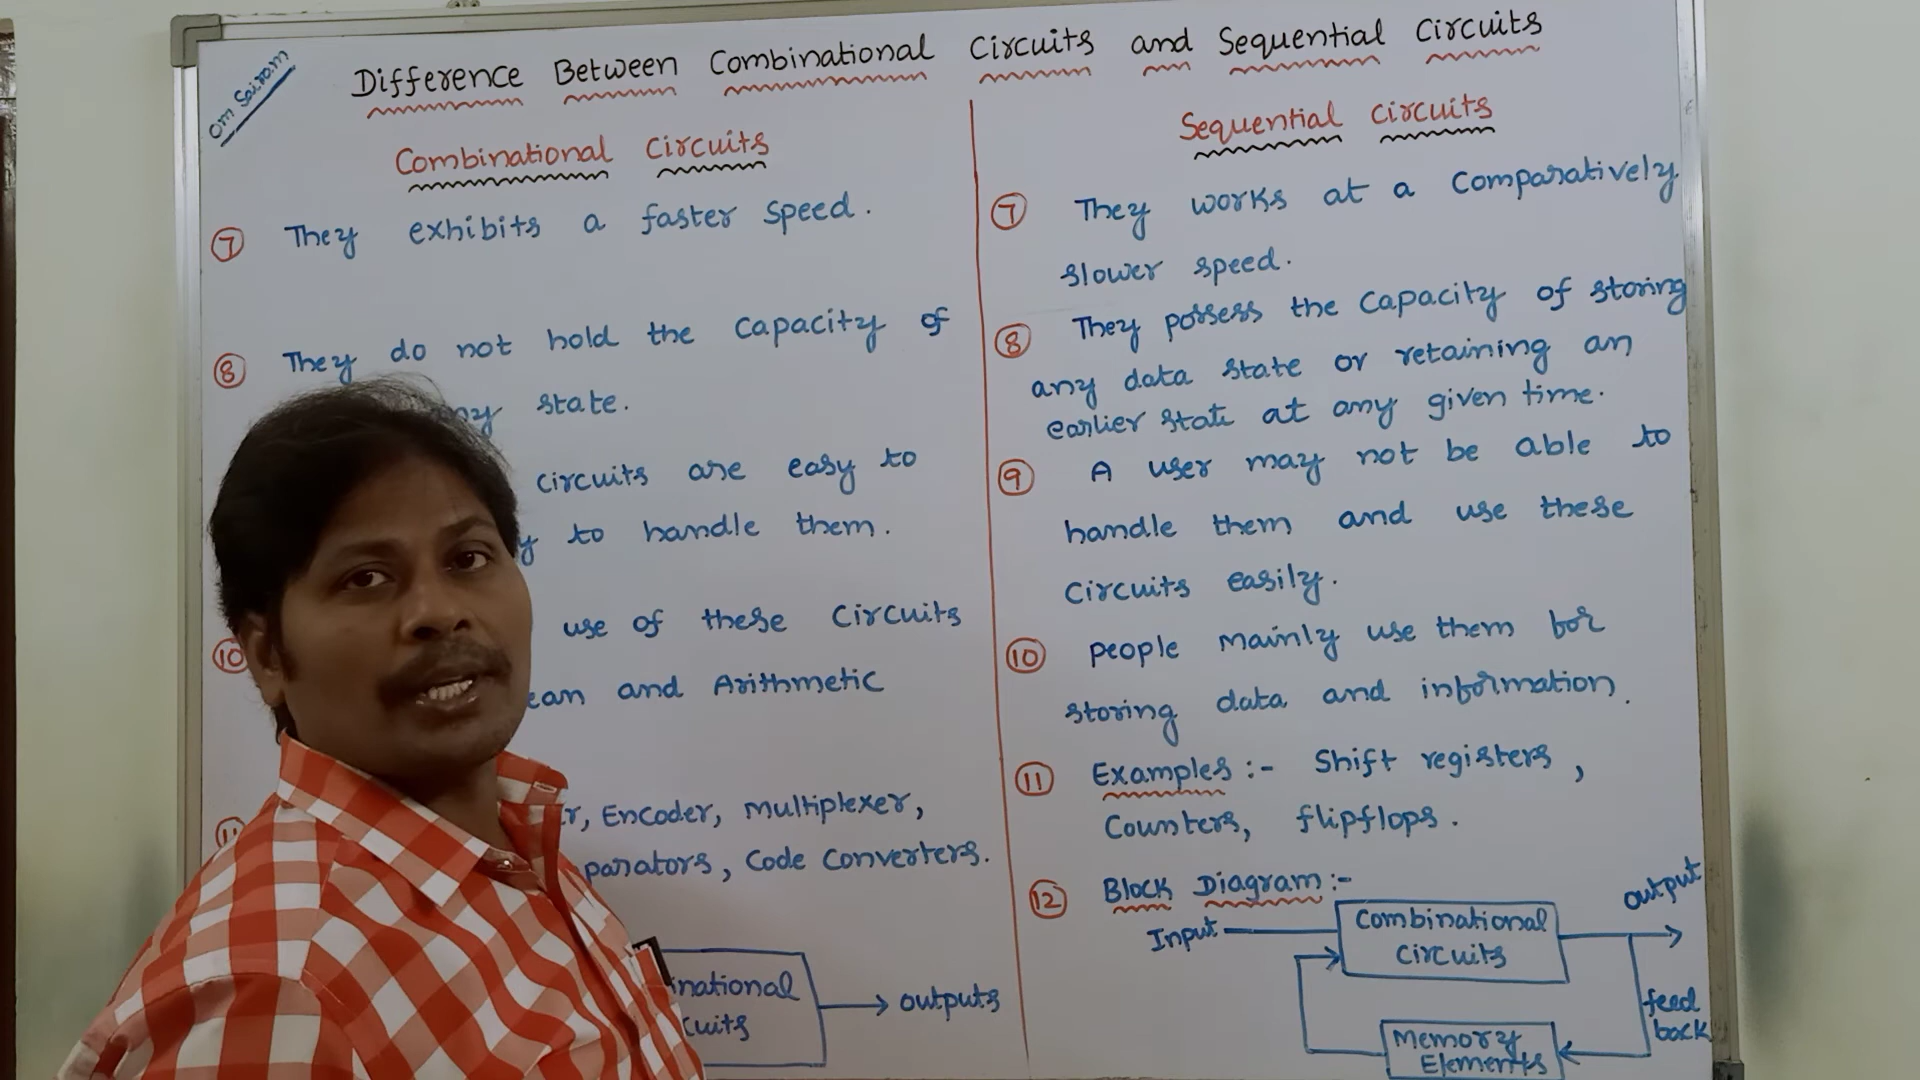 Om Sairam
Difference Between Combinational Circuits and Sequential Circuits
Combinational Circuits
7 They exhibits a faster speed.
8 They do not hold the capacity of
state.
circuits are easy to
to handle them.
10 use of these circuits
and Arithmetic
11
Encoder, Multiplexer,
Code Converters.
outputs
Sequential Circuits
7 They works at a comparatively
slower speed.
8 They possess the capacity of storing
any data state or retaining an
earlier state at any given time.
9 A user may not be able to
handle them and use these
circuits easily.
10 people mainly use them for
storing data and information.
11 Examples :- Shift registers,
Counters, flipflops.
12 Block Diagram :-
Input
Combinational
circuits
output
feed
back
Memory
Elements